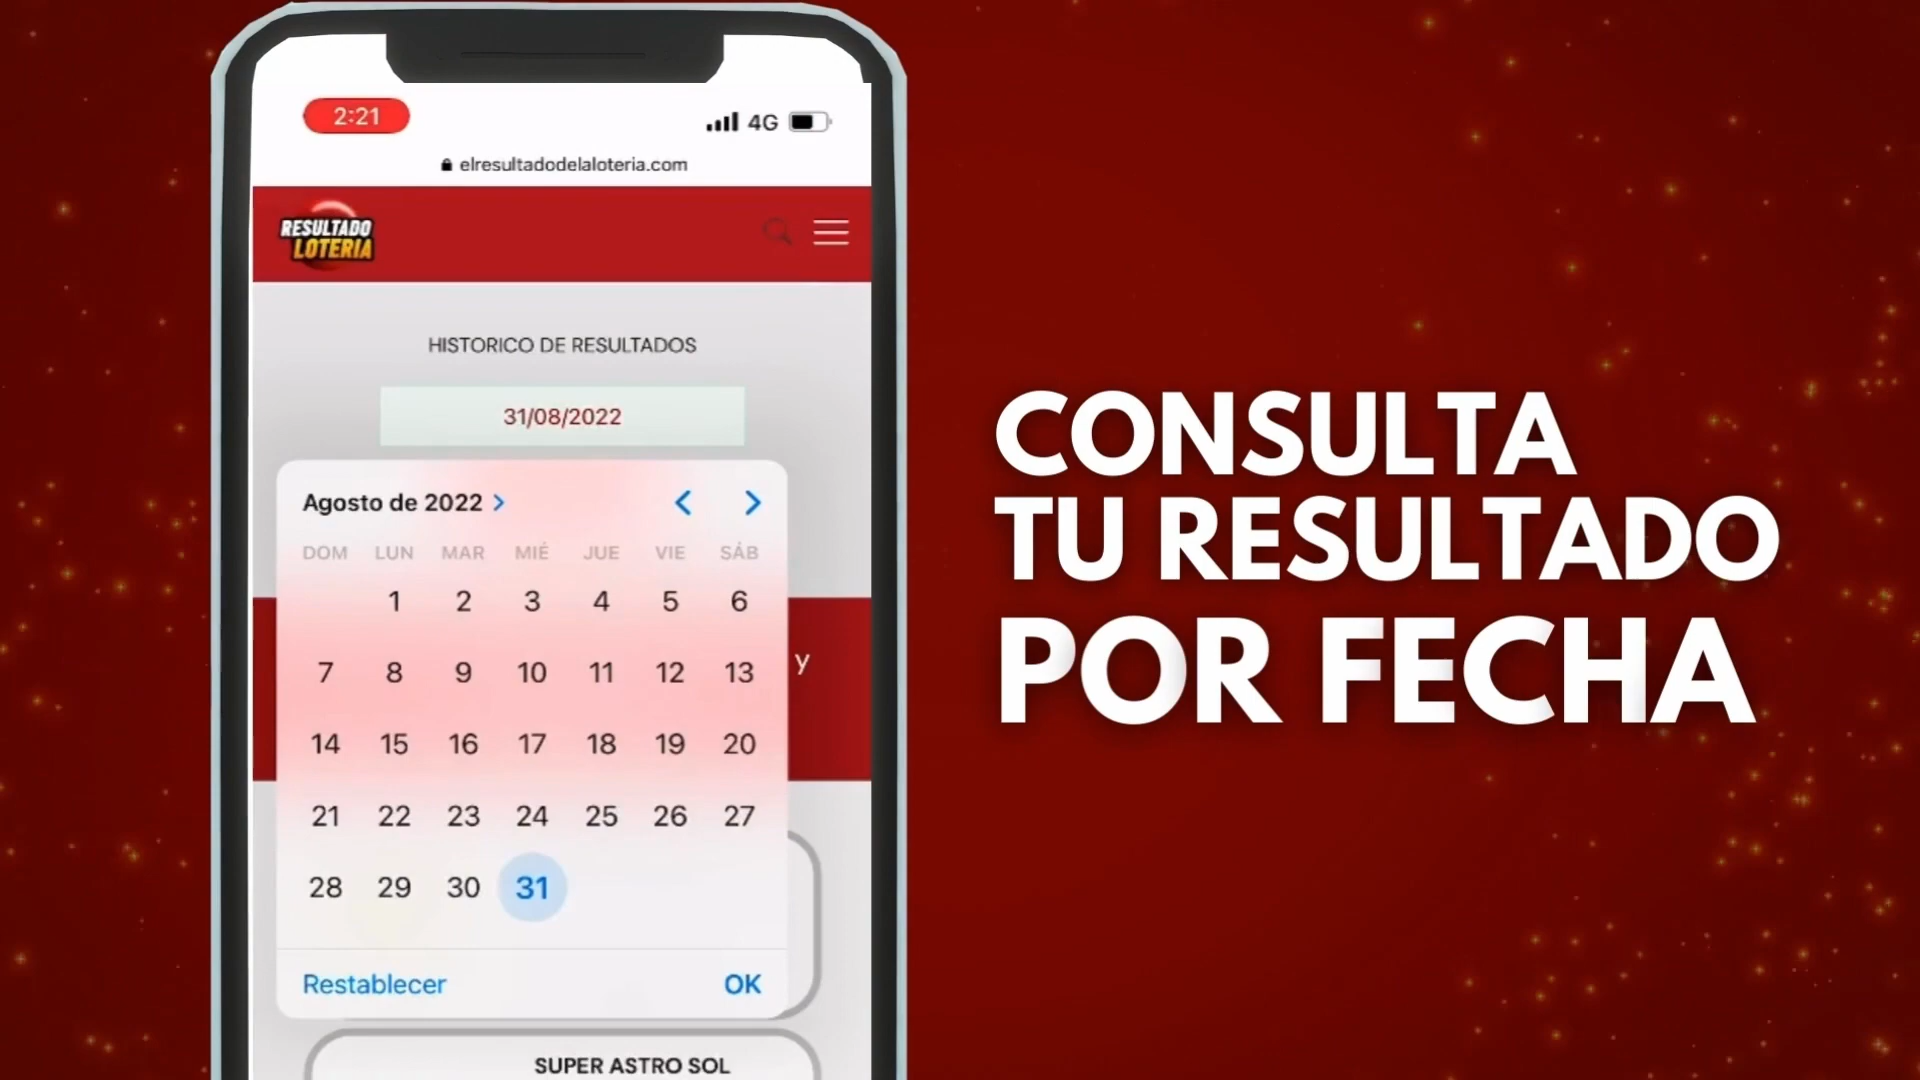 2:21
4G
elresultadodelaloteria.com
RESULTADO
LOTERIA
HISTORICO DE RESULTADOS
31/08/2022
Agosto de 2022
DOM LUN MAR MIÉ JUE VIE SÁB
1 2 3 4 5 6
7 8 9 10 11 12 13
14 15 16 17 18 19 20
21 22 23 24 25 26 27
28 29 30 31
Restablecer OK
y
SUPER ASTRO SOL
CONSULTA
TU RESULTADO
POR FECHA